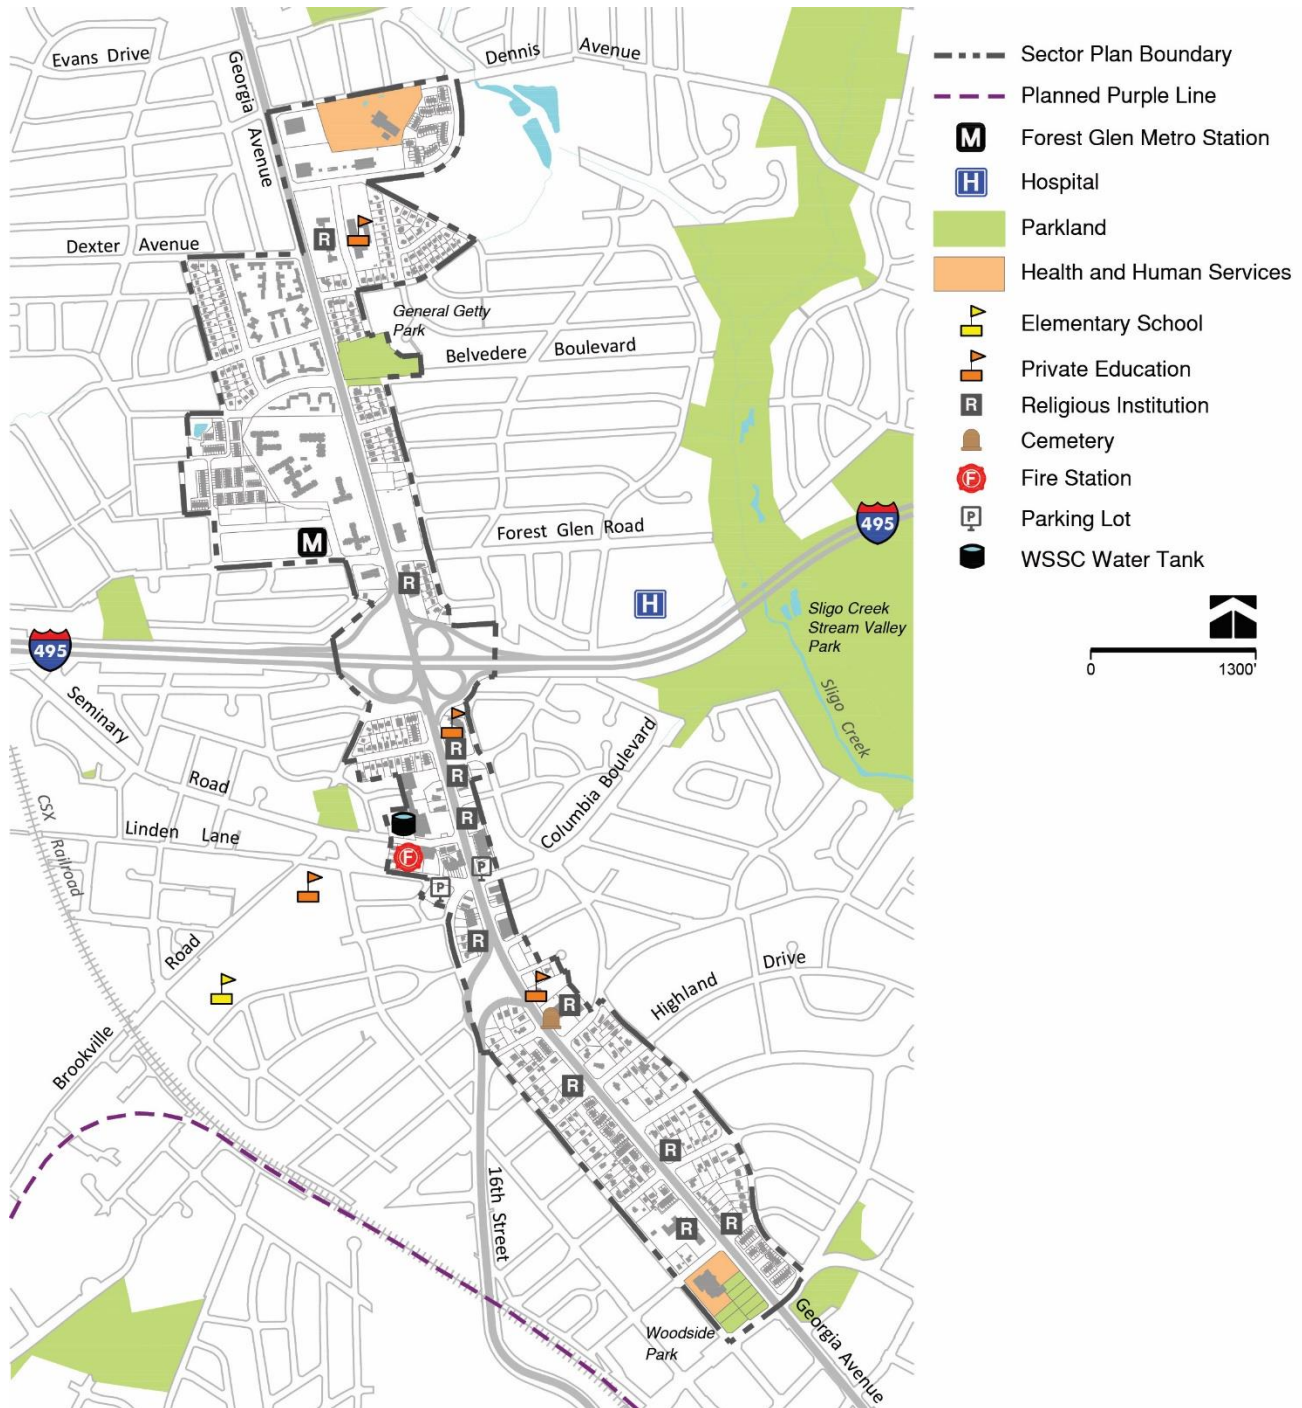 Evans Drive
Georgia Avenue
Dennis Avenue
Dexter Avenue
R
General Getty
Park
Belvedere Boulevard
M
Forest Glen Road
495
R
H
Sligo Creek
Stream Valley
Park
Sligo Creek
495
Seminary
Road
R
R
Columbia Boulevard
CSX Railroad
Linden Lane
R
F
P
P
Road
R
Highland Drive
R
Brookville
R
R
16th Street
R
R
Woodside
Park
Georgia Avenue
Sector Plan Boundary
Planned Purple Line
M Forest Glen Metro Station
H Hospital
Parkland
Health and Human Services
Elementary School
Private Education
R Religious Institution
Cemetery
F Fire Station
P Parking Lot
WSSC Water Tank
0 1300'